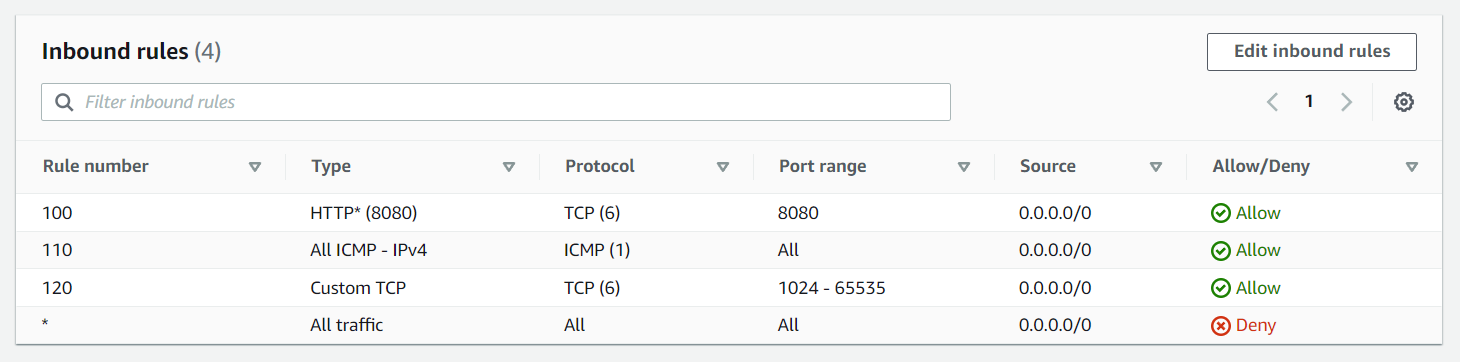 Inbound rules (4)
Edit inbound rules
Filter inbound rules
1
Rule number Type Protocol Port range Source Allow/Deny
100 HTTP* (8080) TCP (6) 8080 0.0.0.0/0 Allow
110 All ICMP - IPv4 ICMP (1) All 0.0.0.0/0 Allow
120 Custom TCP TCP (6) 1024 - 65535 0.0.0.0/0 Allow
* All traffic All All 0.0.0.0/0 Deny